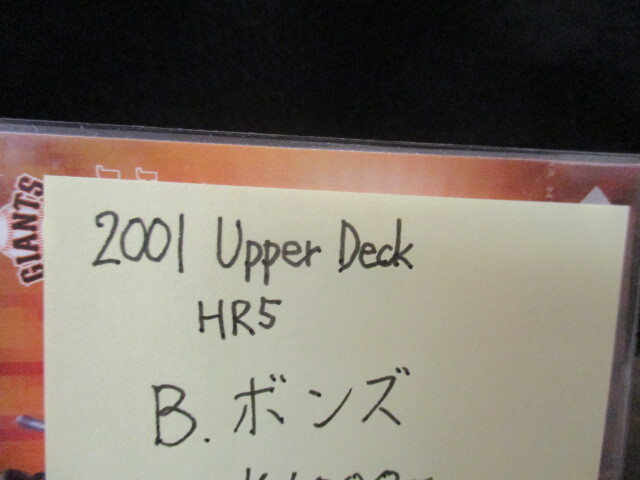 GIANTS
2001 Upper Deck
HR5
B. ボンズ